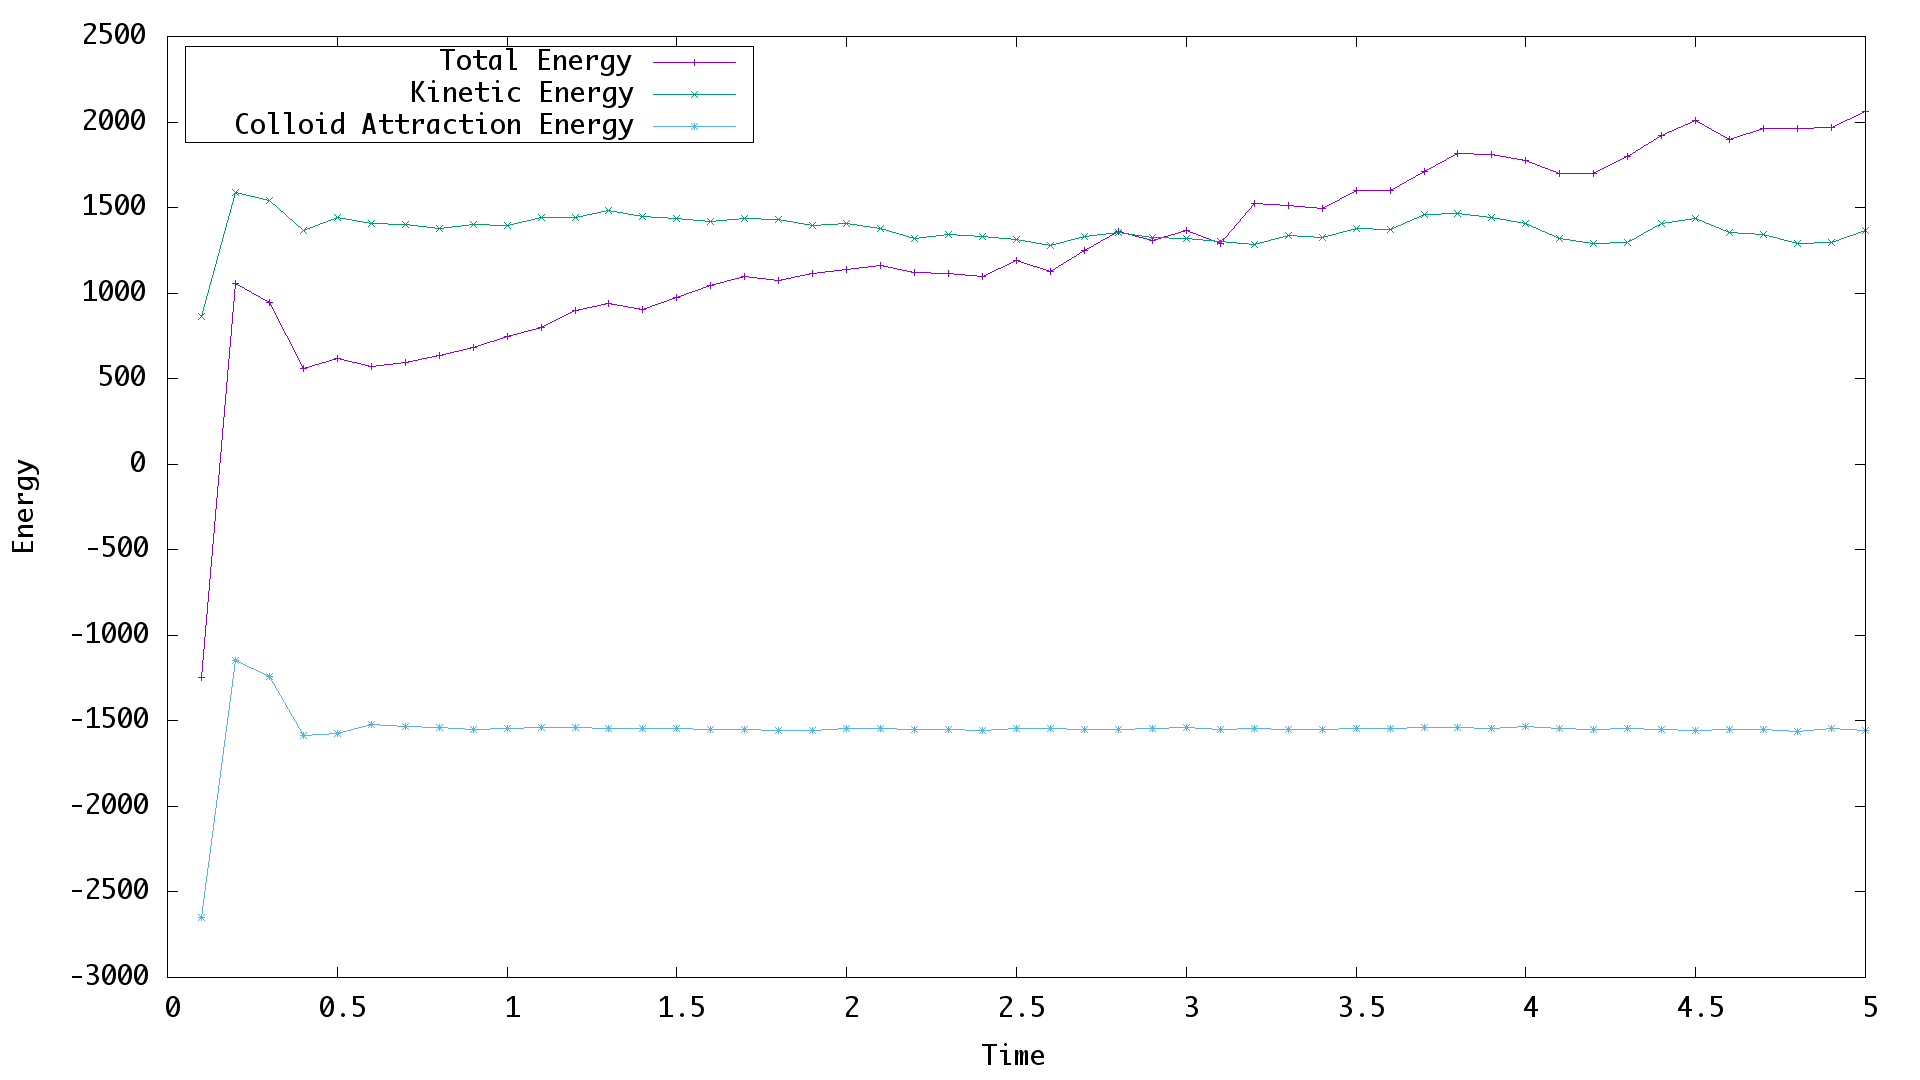 2500
2000
1500
1000
500
0
-500
-1000
-1500
-2000
-2500
-3000
0 0.5 1 1.5 2 2.5 3 3.5 4 4.5 5
Energy
Time
Total Energy
Kinetic Energy
Colloid Attraction Energy